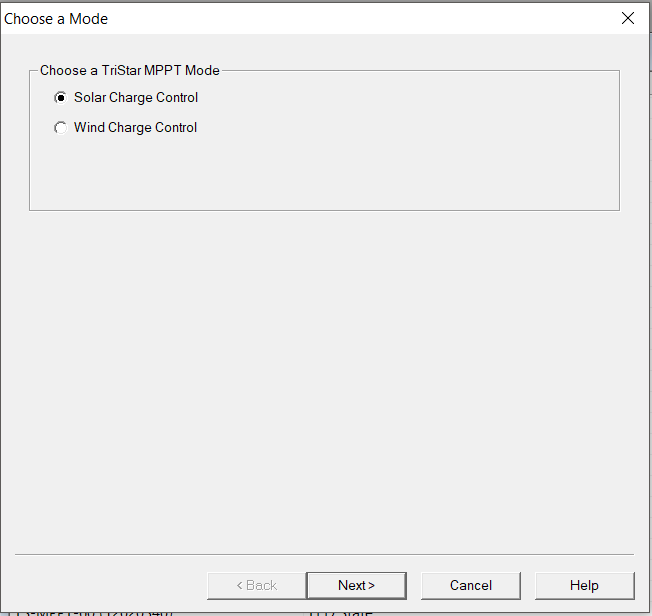 Choose a Mode
Choose a TriStar MPPT Mode
Solar Charge Control
Wind Charge Control
< Back
Next >
Cancel
Help